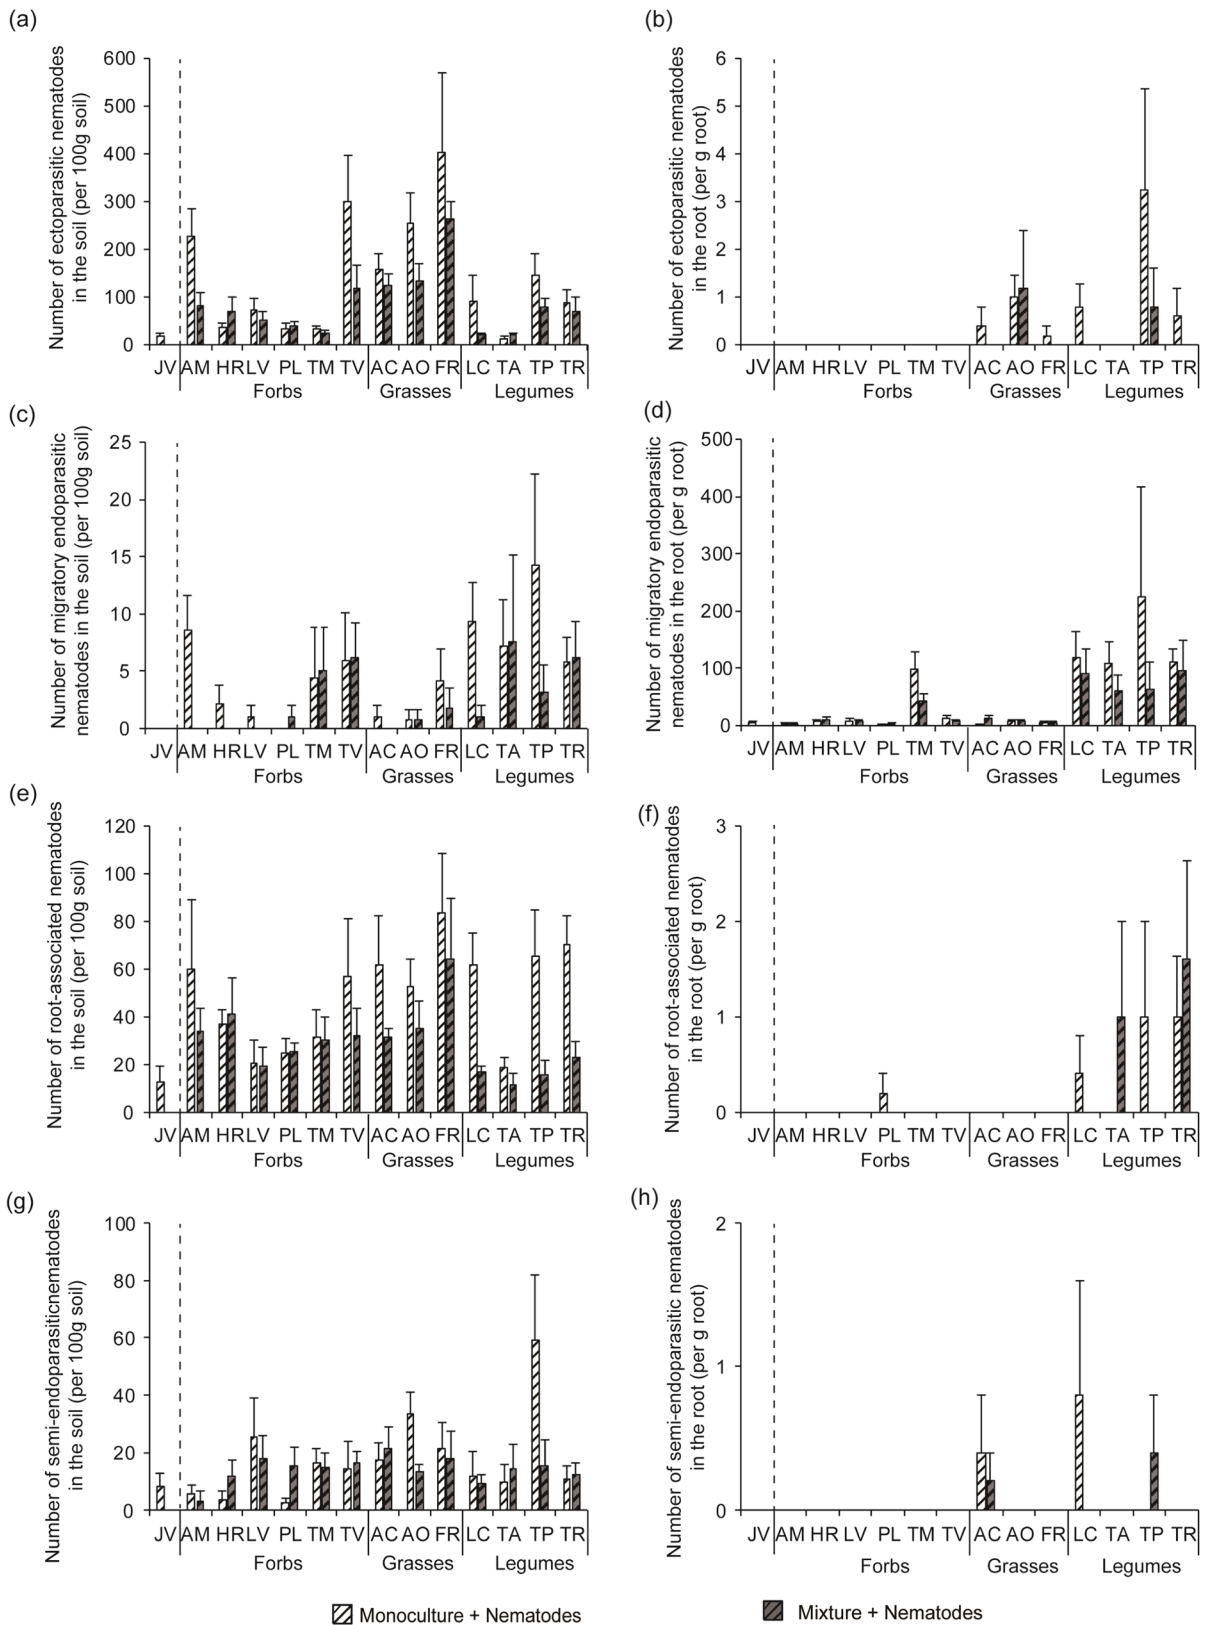 (a)
Number of ectoparasitic nematodes
in the soil (per 100g soil)
600
500
400
300
200
100
0
JV AM HR LV PL TM TV AC AO FR LC TA TP TR
Forbs Grasses Legumes
(b)
Number of ectoparasitic nematodes
in the root (per g root)
6
5
4
3
2
1
0
JV AM HR LV PL TM TV AC AO FR LC TA TP TR
Forbs Grasses Legumes
(c)
Number of migratory endoparasitic
nematodes in the soil (per 100g soil)
25
20
15
10
5
0
JV AM HR LV PL TM TV AC AO FR LC TA TP TR
Forbs Grasses Legumes
(d)
Number of migratory endoparasitic
nematodes in the root (per g root)
500
400
300
200
100
0
JV AM HR LV PL TM TV AC AO FR LC TA TP TR
Forbs Grasses Legumes
(e)
Number of root-associated nematodes
in the soil (per 100g soil)
120
100
80
60
40
20
0
JV AM HR LV PL TM TV AC AO FR LC TA TP TR
Forbs Grasses Legumes
(f)
Number of root-associated nematodes
in the root (per g root)
3
2
1
0
JV AM HR LV PL TM TV AC AO FR LC TA TP TR
Forbs Grasses Legumes
(g)
Number of semi-endoparasiticnematodes
in the soil (per 100g soil)
100
80
60
40
20
0
JV AM HR LV PL TM TV AC AO FR LC TA TP TR
Forbs Grasses Legumes
(h)
Number of semi-endoparasitic nematodes
in the root (per g root)
2
1
0
JV AM HR LV PL TM TV AC AO FR LC TA TP TR
Forbs Grasses Legumes
Monoculture + Nematodes
Mixture + Nematodes